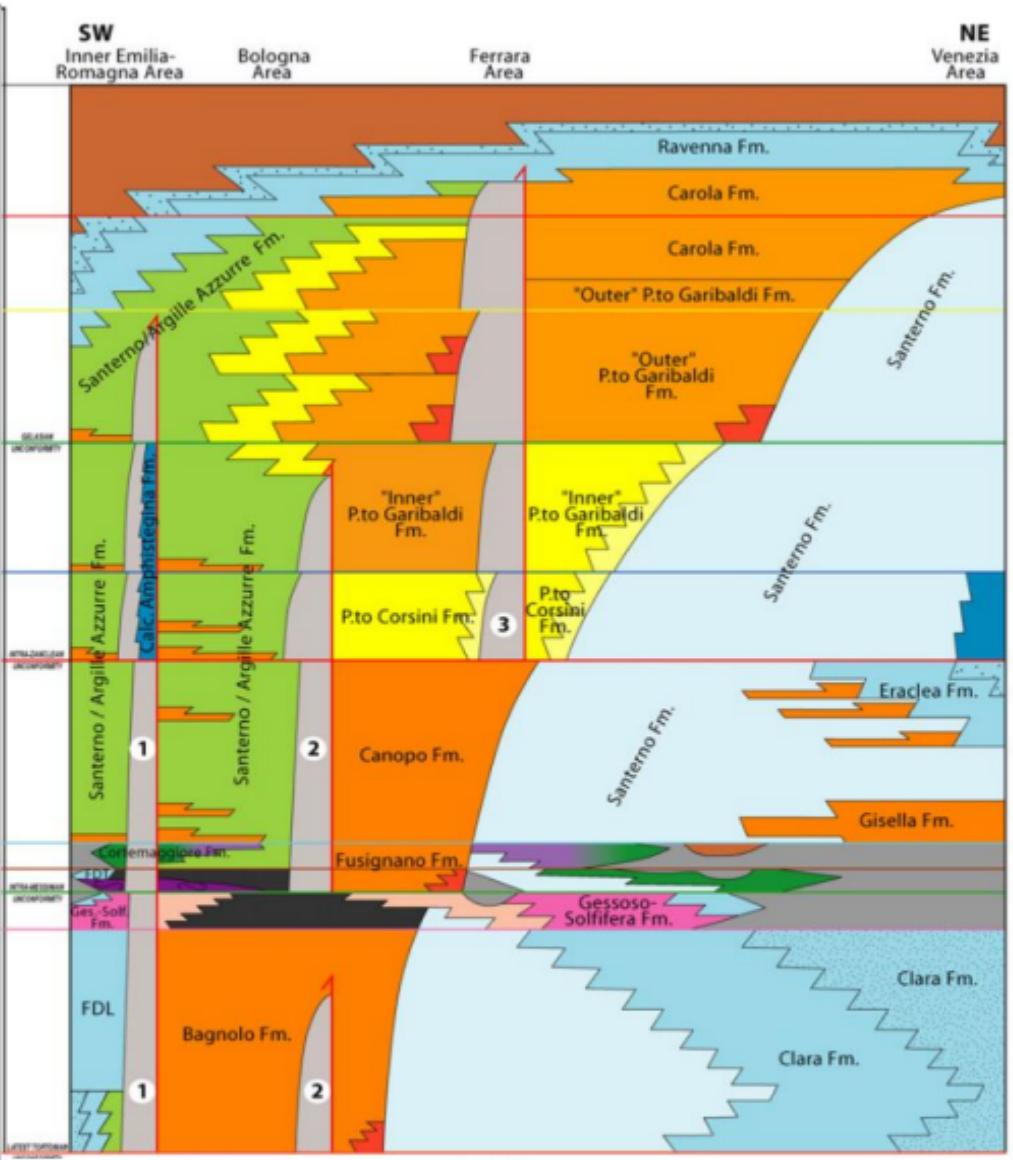 SW
NE
Inner Emilia-
Romagna Area
Bologna
Area
Ferrara
Area
Venezia
Area
Ravenna Fm.
Carola Fm.
Carola Fm.
"Outer" P.to Garibaldi Fm.
Santerno/Argille Azzurre Fm.
Santerno Fm.
"Outer"
P.to Garibaldi
Fm.
GELASIAN
UNCONFORMITY
"Inner"
P.to Garibaldi
Fm.
"Inner"
P.to Garibaldi
Fm.
Santerno Fm.
Calc. Amphistegina Fm.
Santerno / Argille Azzurre Fm.
Santerno / Argille Azzurre Fm.
P.to Corsini Fm.
3
P.to
Corsini
Fm.
INTRA-ZANCLEAN
UNCONFORMITY
Eraclea Fm.
1
2
Canopo Fm.
Santerno Fm.
Gisella Fm.
Cortemaggiore Fm.
Fusignano Fm.
FDT
INTRA-MESSINIAN
UNCONFORMITY
Ges.-Solf.
Fm.
Gessoso-
Solfifera Fm.
FDL
Bagnolo Fm.
Clara Fm.
Clara Fm.
1
2
LATEST TORTONIAN
UNCONFORMITY